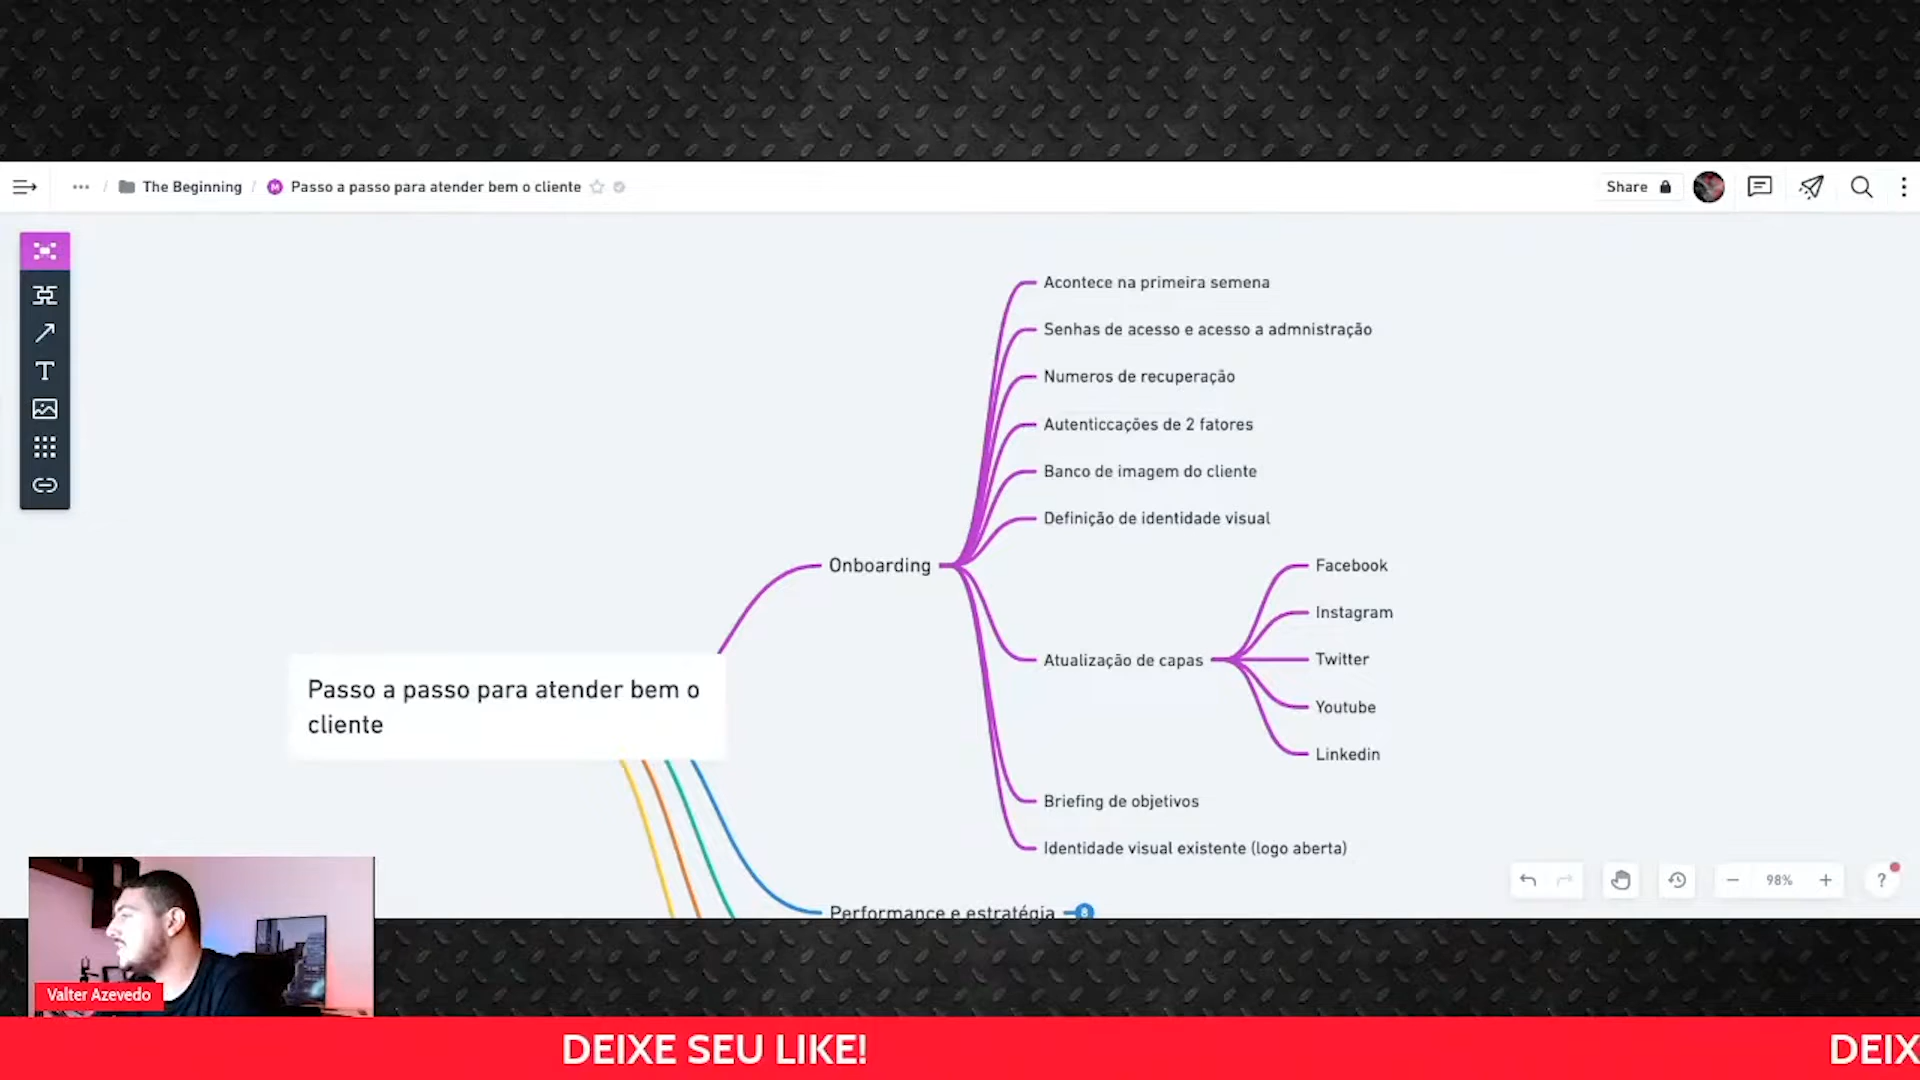 The Beginning / Passo a passo para atender bem o cliente
Share
Acontece na primeira semena
Senhas de acesso e acesso a admnistração
Numeros de recuperação
Autenticcações de 2 fatores
Banco de imagem do cliente
Definição de identidade visual
Onboarding
Facebook
Instagram
Atualização de capas
Twitter
Youtube
Linkedin
Passo a passo para atender bem o
cliente
Briefing de objetivos
Identidade visual existente (logo aberta)
98%
?
Performance e estratégia
8
Valter Azevedo
DEIXE SEU LIKE!
DEIX